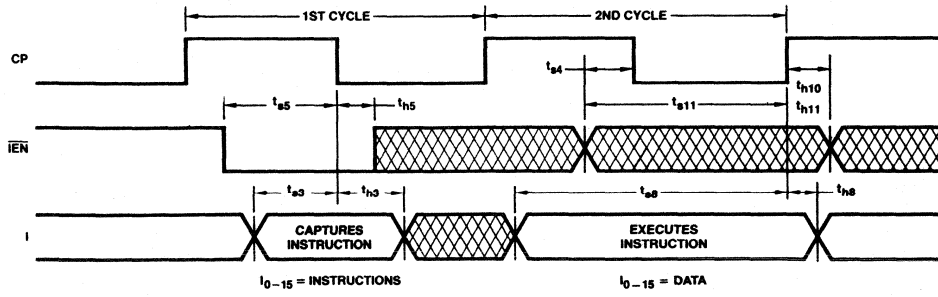 1ST CYCLE 2ND CYCLE
CP
ts4
ts5 th5 ts11 th10
th11
IEN
ts3 th3 ts8 th8
I CAPTURES INSTRUCTION EXECUTES INSTRUCTION
I0–15 = INSTRUCTIONS I0–15 = DATA